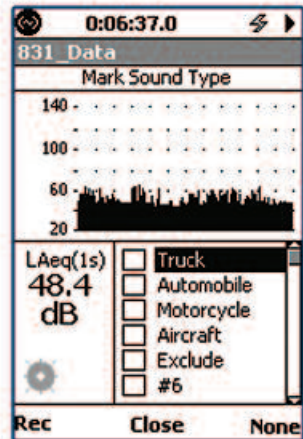 0:06:37.0
831_Data
Mark Sound Type
140
100
60
20
LAeq(1s)
48.4
dB
Truck
Automobile
Motorcycle
Aircraft
Exclude
#6
Rec Close None